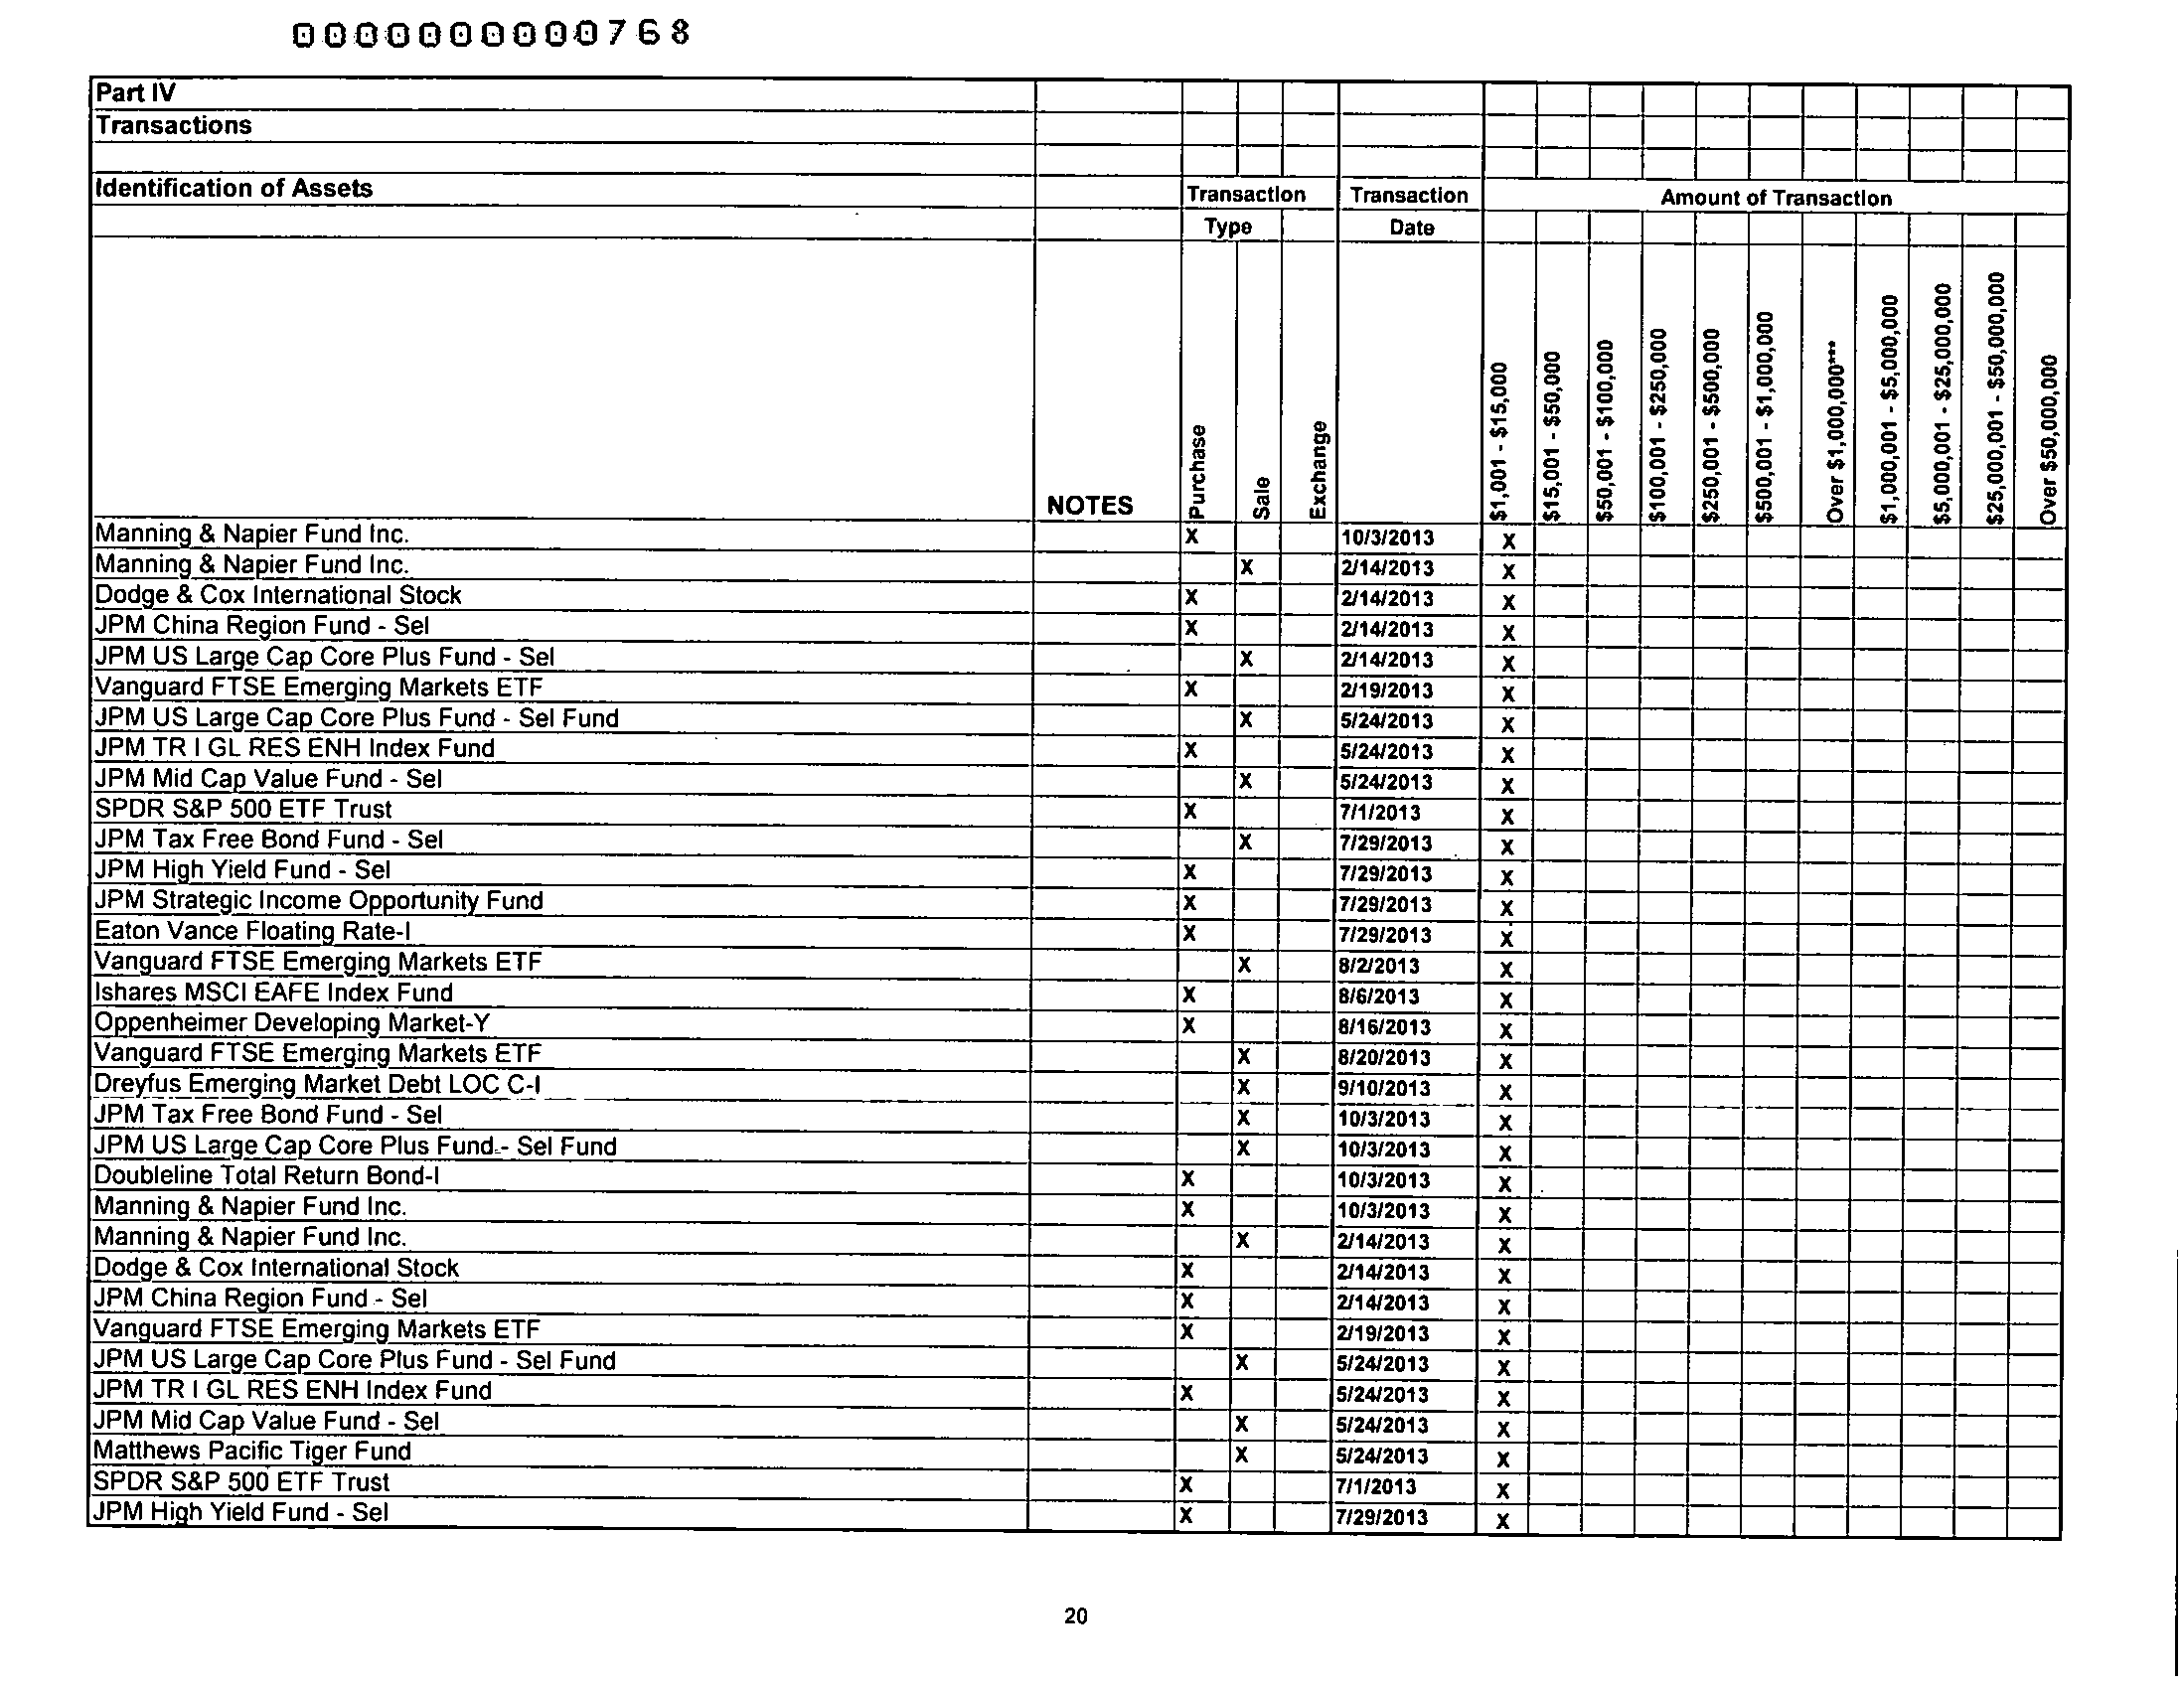 0000000000768
Part IV
Transactions
Identification of Assets Transaction Transaction Amount of Transaction
Type Date
NOTES Purchase Sale Exchange $1,001 - $15,000 $15,001 - $50,000 $50,001 - $100,000 $100,001 - $250,000 $250,001 - $500,000 $500,001 - $1,000,000 Over $1,000,000*** $1,000,001 - $5,000,000 $5,000,001 - $25,000,000 $25,000,001 - $50,000,000 Over $50,000,000
Manning & Napier Fund Inc. X 10/3/2013 X
Manning & Napier Fund Inc. X 2/14/2013 X
Dodge & Cox International Stock X 2/14/2013 X
JPM China Region Fund - Sel X 2/14/2013 X
JPM US Large Cap Core Plus Fund - Sel X 2/14/2013 X
Vanguard FTSE Emerging Markets ETF X 2/19/2013 X
JPM US Large Cap Core Plus Fund - Sel Fund X 5/24/2013 X
JPM TR I GL RES ENH Index Fund X 5/24/2013 X
JPM Mid Cap Value Fund - Sel X 5/24/2013 X
SPDR S&P 500 ETF Trust X 7/1/2013 X
JPM Tax Free Bond Fund - Sel X 7/29/2013 X
JPM High Yield Fund - Sel X 7/29/2013 X
JPM Strategic Income Opportunity Fund X 7/29/2013 X
Eaton Vance Floating Rate-I X 7/29/2013 X
Vanguard FTSE Emerging Markets ETF X 8/2/2013 X
Ishares MSCI EAFE Index Fund X 8/6/2013 X
Oppenheimer Developing Market-Y X 8/16/2013 X
Vanguard FTSE Emerging Markets ETF X 8/20/2013 X
Dreyfus Emerging Market Debt LOC C-I X 9/10/2013 X
JPM Tax Free Bond Fund - Sel X 10/3/2013 X
JPM US Large Cap Core Plus Fund - Sel Fund X 10/3/2013 X
Doubleline Total Return Bond-I X 10/3/2013 X
Manning & Napier Fund Inc. X 10/3/2013 X
Manning & Napier Fund Inc. X 2/14/2013 X
Dodge & Cox International Stock X 2/14/2013 X
JPM China Region Fund - Sel X 2/14/2013 X
Vanguard FTSE Emerging Markets ETF X 2/19/2013 X
JPM US Large Cap Core Plus Fund - Sel Fund X 5/24/2013 X
JPM TR I GL RES ENH Index Fund X 5/24/2013 X
JPM Mid Cap Value Fund - Sel X 5/24/2013 X
Matthews Pacific Tiger Fund X 5/24/2013 X
SPDR S&P 500 ETF Trust X 7/1/2013 X
JPM High Yield Fund - Sel X 7/29/2013 X
20